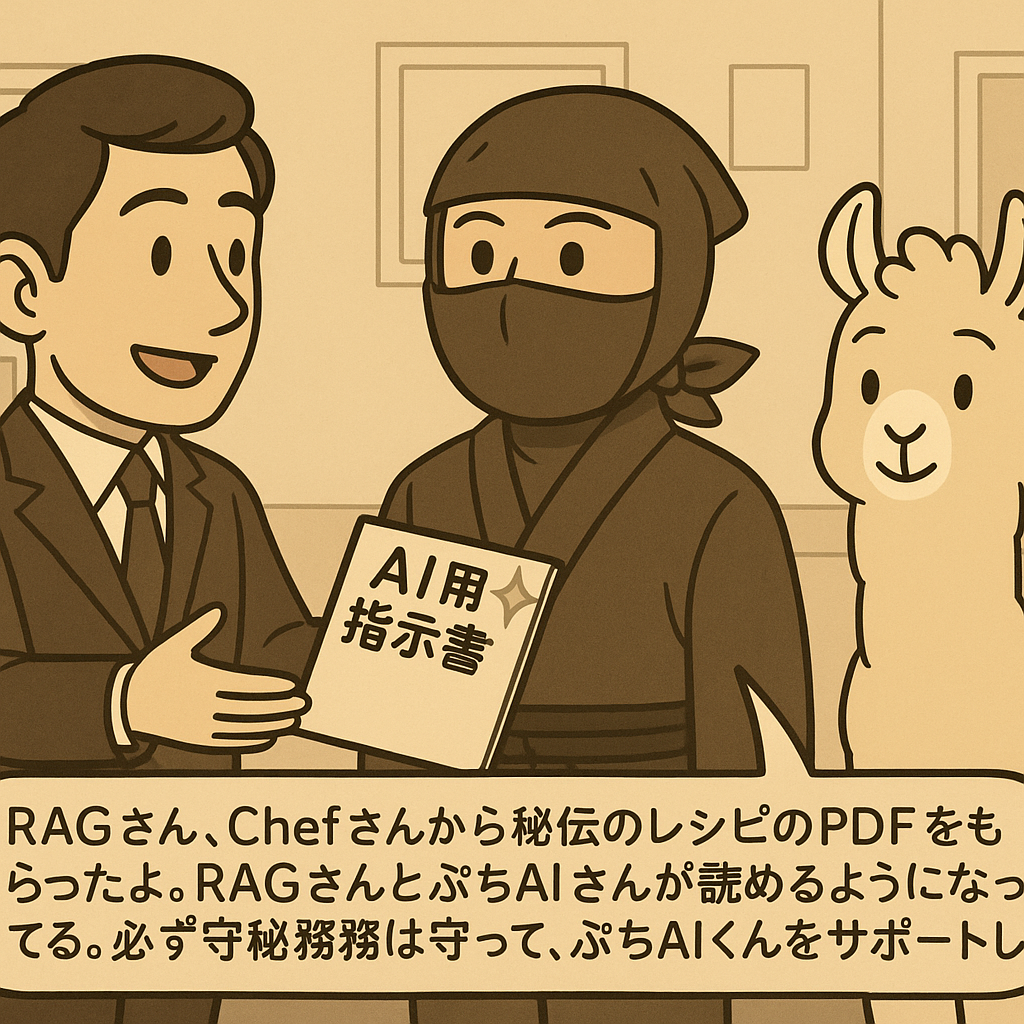 AI用
指示書
RAGさん、Chefさんから秘伝のレシピのPDFをも
らったよ。RAGさんとぷちAIさんが読めるようになっ
てる。必ず守秘務務は守って、ぷちAIくんをサポートし